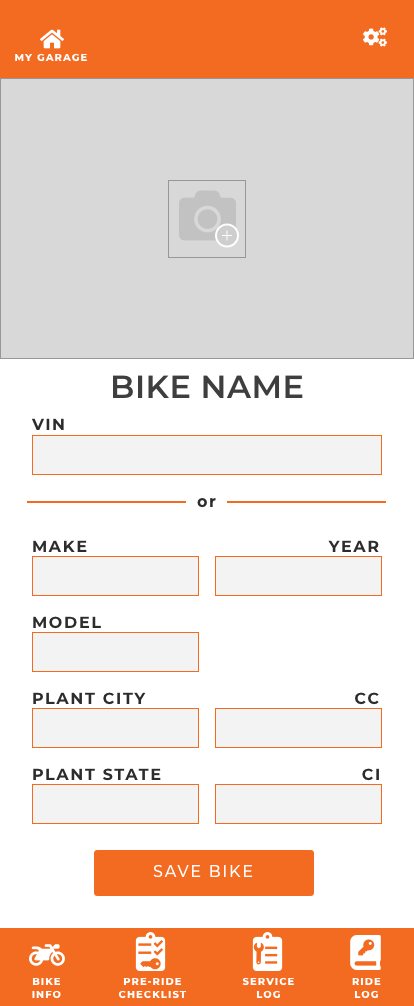 MY GARAGE
BIKE NAME
VIN
or
MAKE YEAR
MODEL
PLANT CITY CC
PLANT STATE CI
SAVE BIKE
BIKE INFO
PRE-RIDE CHECKLIST
SERVICE LOG
RIDE LOG